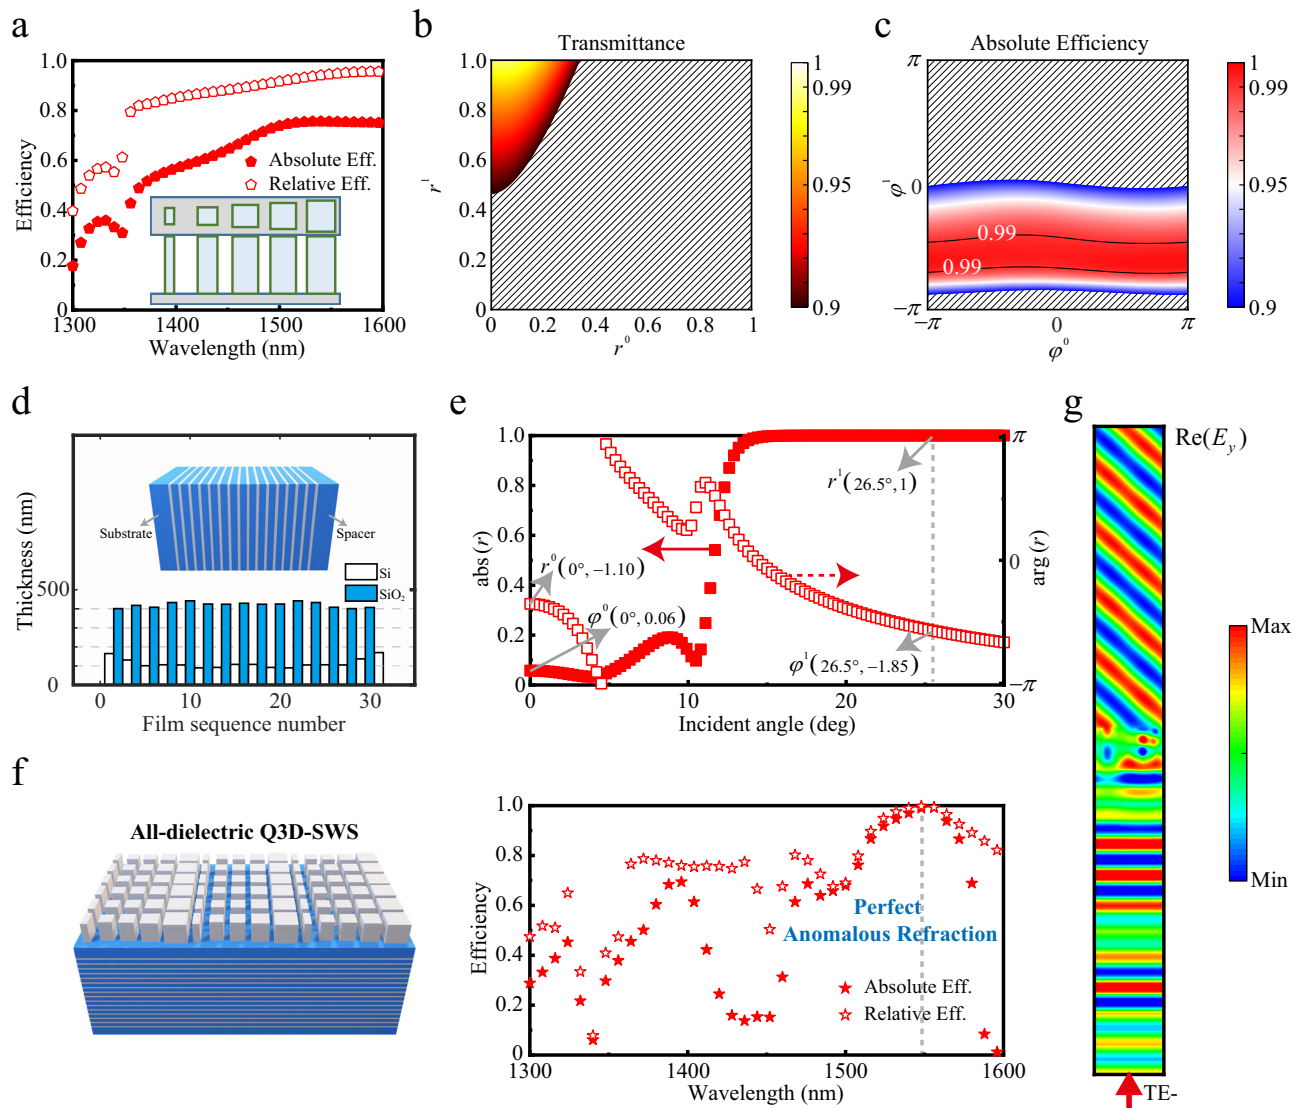 a
1.0
0.8
0.6
0.4
0.2
0
Efficiency
Absolute Eff.
Relative Eff.
1300
1400
1500
1600
Wavelength (nm)
b
Transmittance
1
0.8
0.6
0.4
0.2
0
r¹
0
0.2
0.4
0.6
0.8
1
r⁰
1
0.99
0.95
0.9
c
Absolute Efficiency
π
0
−π
φ¹
0.99
0.99
−π
0
π
φ⁰
1
0.99
0.95
0.9
d
Thickness (nm)
500
0
Substrate
Spacer
Si
SiO₂
0
10
20
30
Film sequence number
e
1.0
0.8
0.6
0.4
0.2
0
abs (r)
r¹(26.5°, 1)
r⁰(0°, −1.10)
φ⁰(0°, 0.06)
φ¹(26.5°, −1.85)
π
0
−π
arg (r)
0
10
20
30
Incident angle (deg)
f
All-dielectric Q3D-SWS
1.0
0.8
0.6
0.4
0.2
0
Efficiency
Perfect
Anomalous Refraction
Absolute Eff.
Relative Eff.
1300
1400
1500
1600
Wavelength (nm)
g
Re(E_y)
Max
Min
TE-